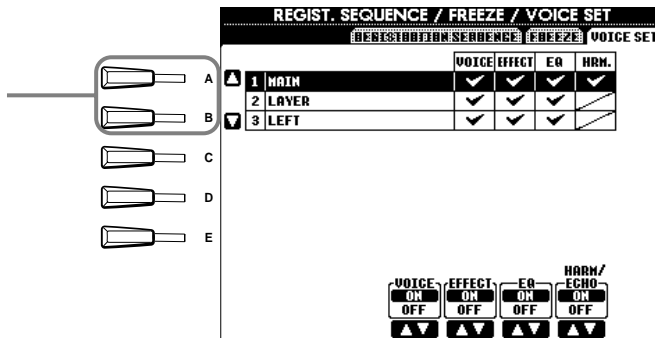 REGIST. SEQUENCE / FREEZE / VOICE SET
REGISTRATION SEQUENCE FREEZE VOICE SET
VOICE EFFECT EQ HRM.
A
1 MAIN
B
2 LAYER
3 LEFT
C
D
E
HARM/
VOICE EFFECT EQ ECHO
ON ON ON ON
OFF OFF OFF OFF